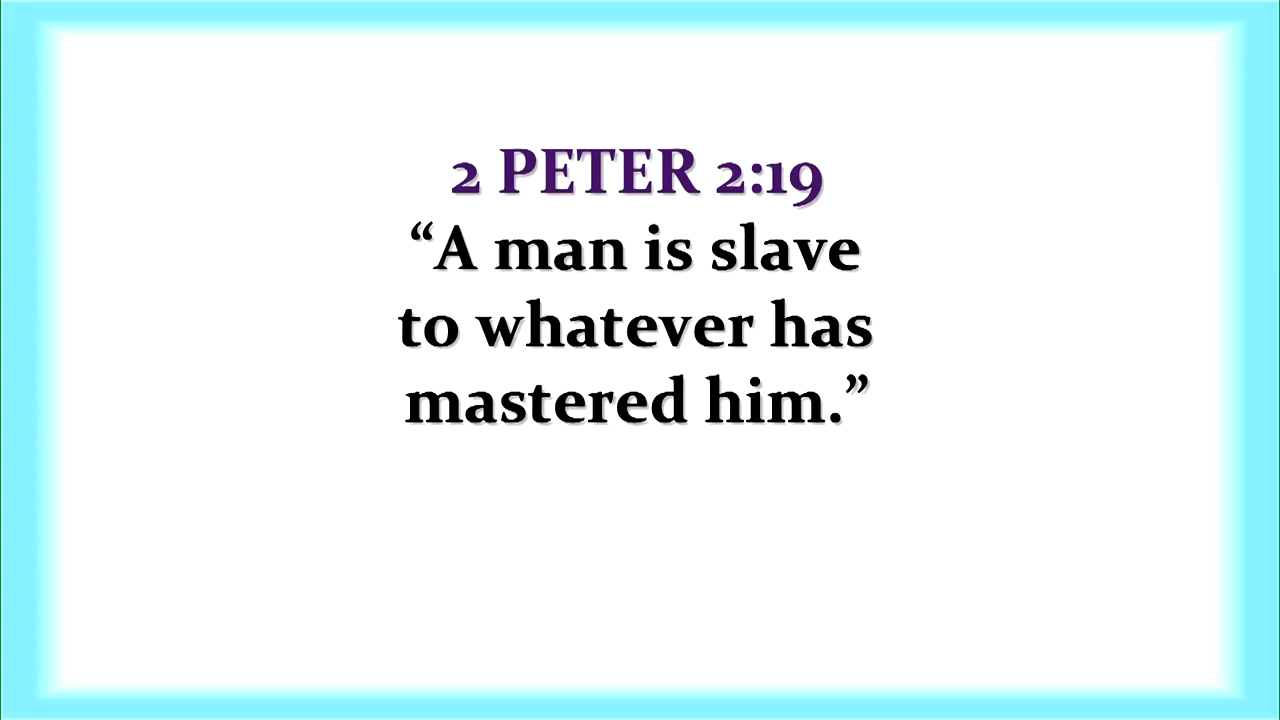 2 PETER 2:19
“A man is slave
to whatever has
mastered him.”